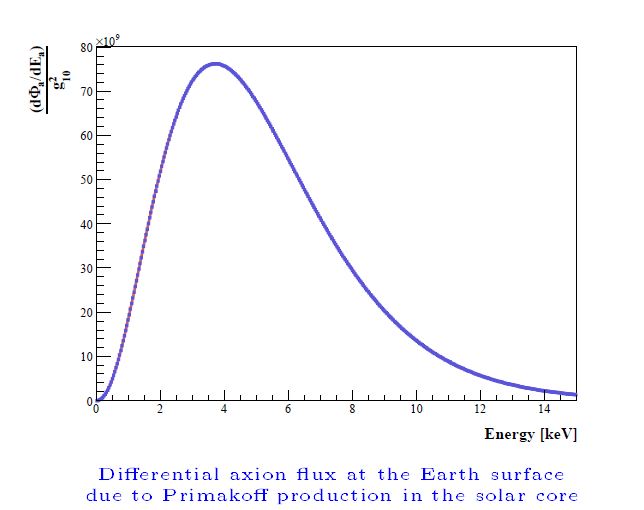 (dΦa/dEa)
g²10
×10⁹
80
70
60
50
40
30
20
10
0
0 2 4 6 8 10 12 14
Energy [keV]
Differential axion flux at the Earth surface
due to Primakoff production in the solar core